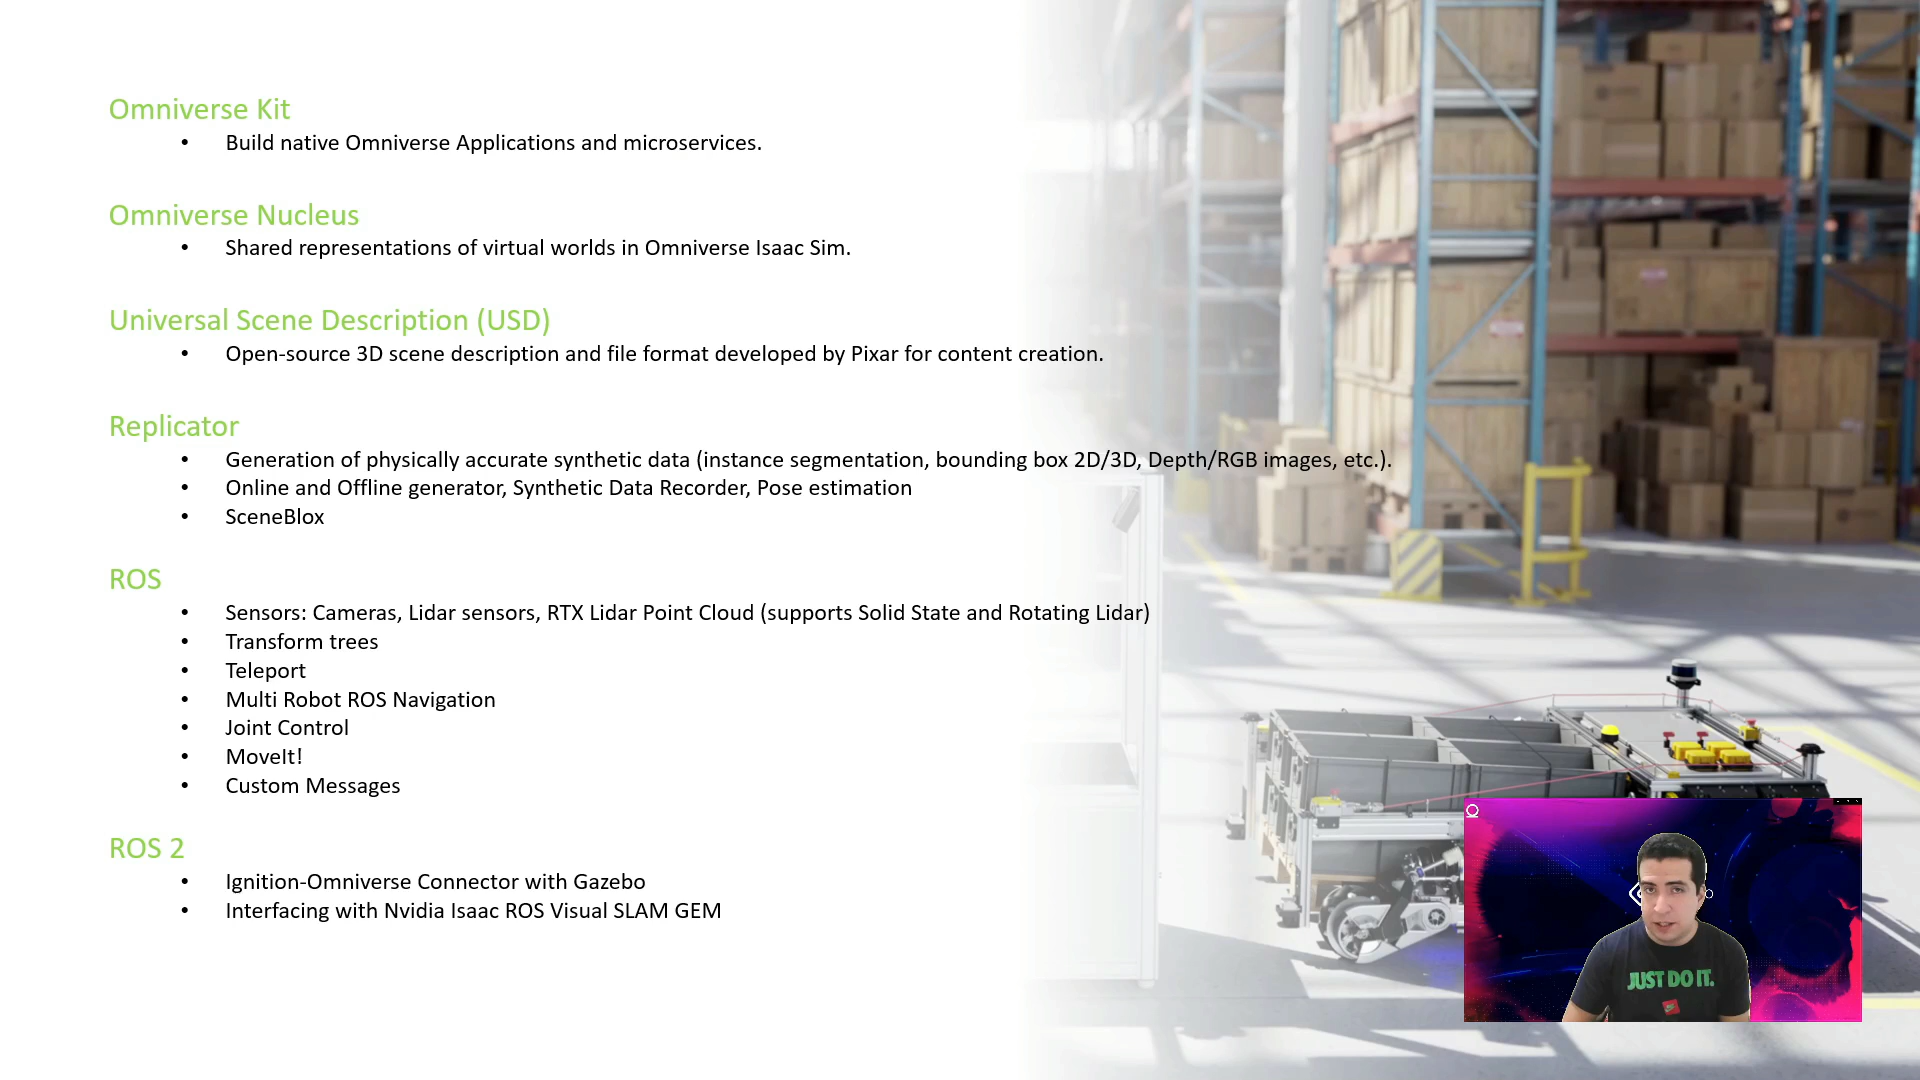 Omniverse Kit
• Build native Omniverse Applications and microservices.
Omniverse Nucleus
• Shared representations of virtual worlds in Omniverse Isaac Sim.
Universal Scene Description (USD)
• Open-source 3D scene description and file format developed by Pixar for content creation.
Replicator
• Generation of physically accurate synthetic data (instance segmentation, bounding box 2D/3D, Depth/RGB images, etc.).
• Online and Offline generator, Synthetic Data Recorder, Pose estimation
• SceneBlox
ROS
• Sensors: Cameras, Lidar sensors, RTX Lidar Point Cloud (supports Solid State and Rotating Lidar)
• Transform trees
• Teleport
• Multi Robot ROS Navigation
• Joint Control
• MoveIt!
• Custom Messages
ROS 2
• Ignition-Omniverse Connector with Gazebo
• Interfacing with Nvidia Isaac ROS Visual SLAM GEM
JUST DO IT.